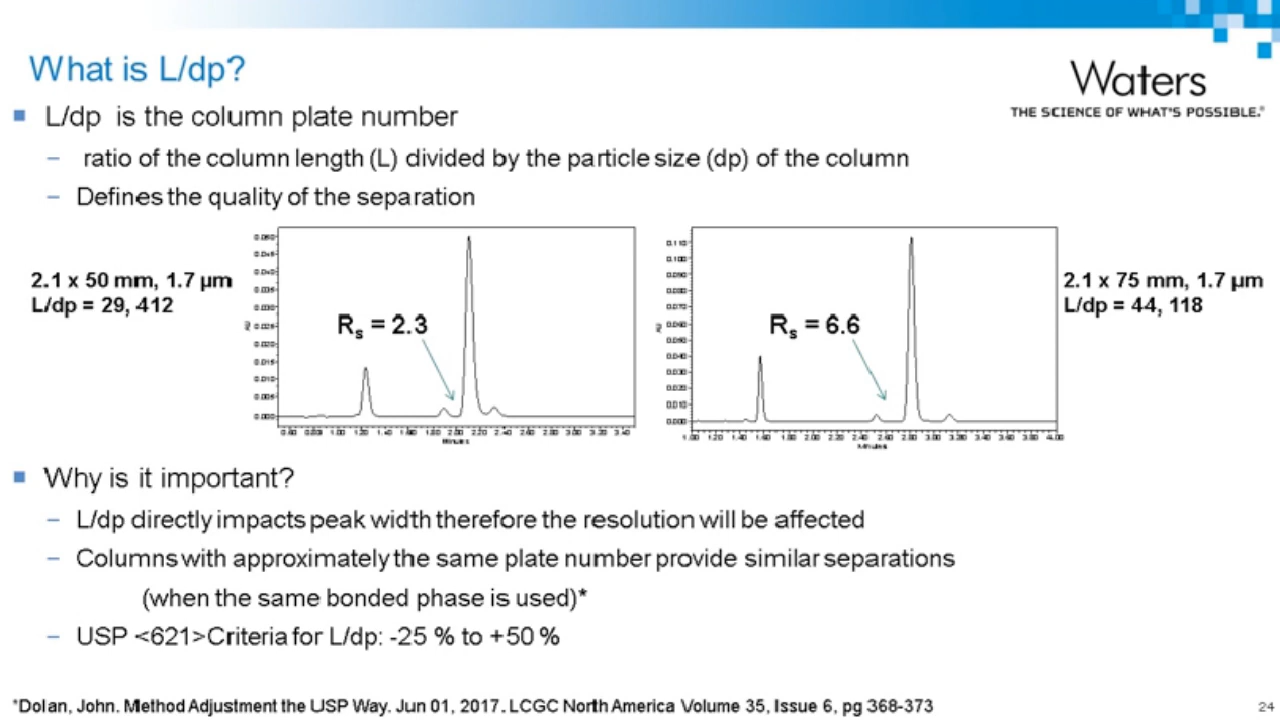 What is L/dp?
Waters
THE SCIENCE OF WHAT'S POSSIBLE.®
L/dp is the column plate number
– ratio of the column length (L) divided by the particle size (dp) of the column
– Defines the quality of the separation
2.1 x 50 mm, 1.7 µm
L/dp = 29, 412
Rs = 2.3
Minutes
Rs = 6.6
AU
Minutes
2.1 x 75 mm, 1.7 µm
L/dp = 44, 118
Why is it important?
– L/dp directly impacts peak width therefore the resolution will be affected
– Columns with approximately the same plate number provide similar separations
(when the same bonded phase is used)*
– USP <621>Criteria for L/dp: -25 % to +50 %
*Dolan, John. Method Adjustment the USP Way. Jun 01, 2017. LCGC North America Volume 35, Issue 6, pg 368-373
24